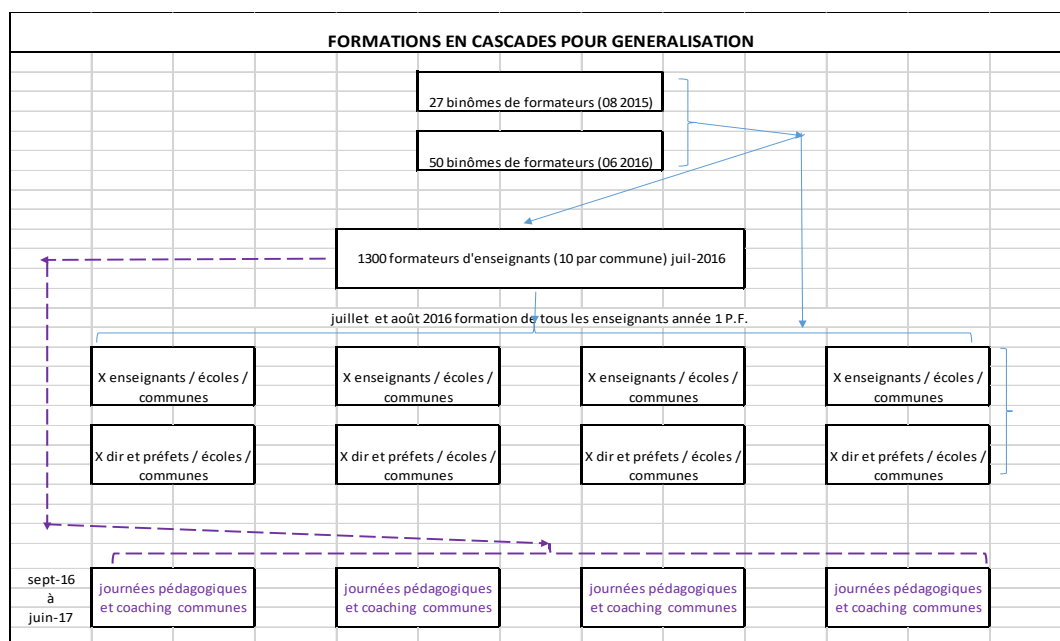 FORMATIONS EN CASCADES POUR GENERALISATION
27 binômes de formateurs (08 2015)
50 binômes de formateurs (06 2016)
1300 formateurs d'enseignants (10 par commune) juil-2016
juillet et août 2016 formation de tous les enseignants année 1 P.F.
X enseignants / écoles /
communes
X enseignants / écoles /
communes
X enseignants / écoles /
communes
X enseignants / écoles /
communes
X dir et préfets / écoles /
communes
X dir et préfets / écoles /
communes
X dir et préfets / écoles /
communes
X dir et préfets / écoles /
communes
sept-16
à
juin-17
journées pédagogiques
et coaching communes
journées pédagogiques
et coaching communes
journées pédagogiques
et coaching communes
journées pédagogiques
et coaching communes